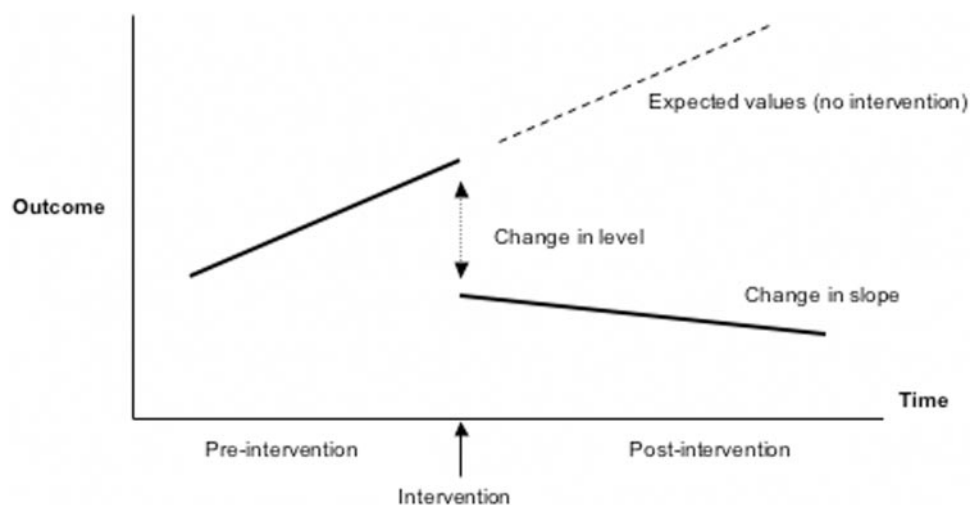 Expected values (no intervention)
Outcome
Change in level
Change in slope
Time
Pre-intervention
Post-intervention
Intervention